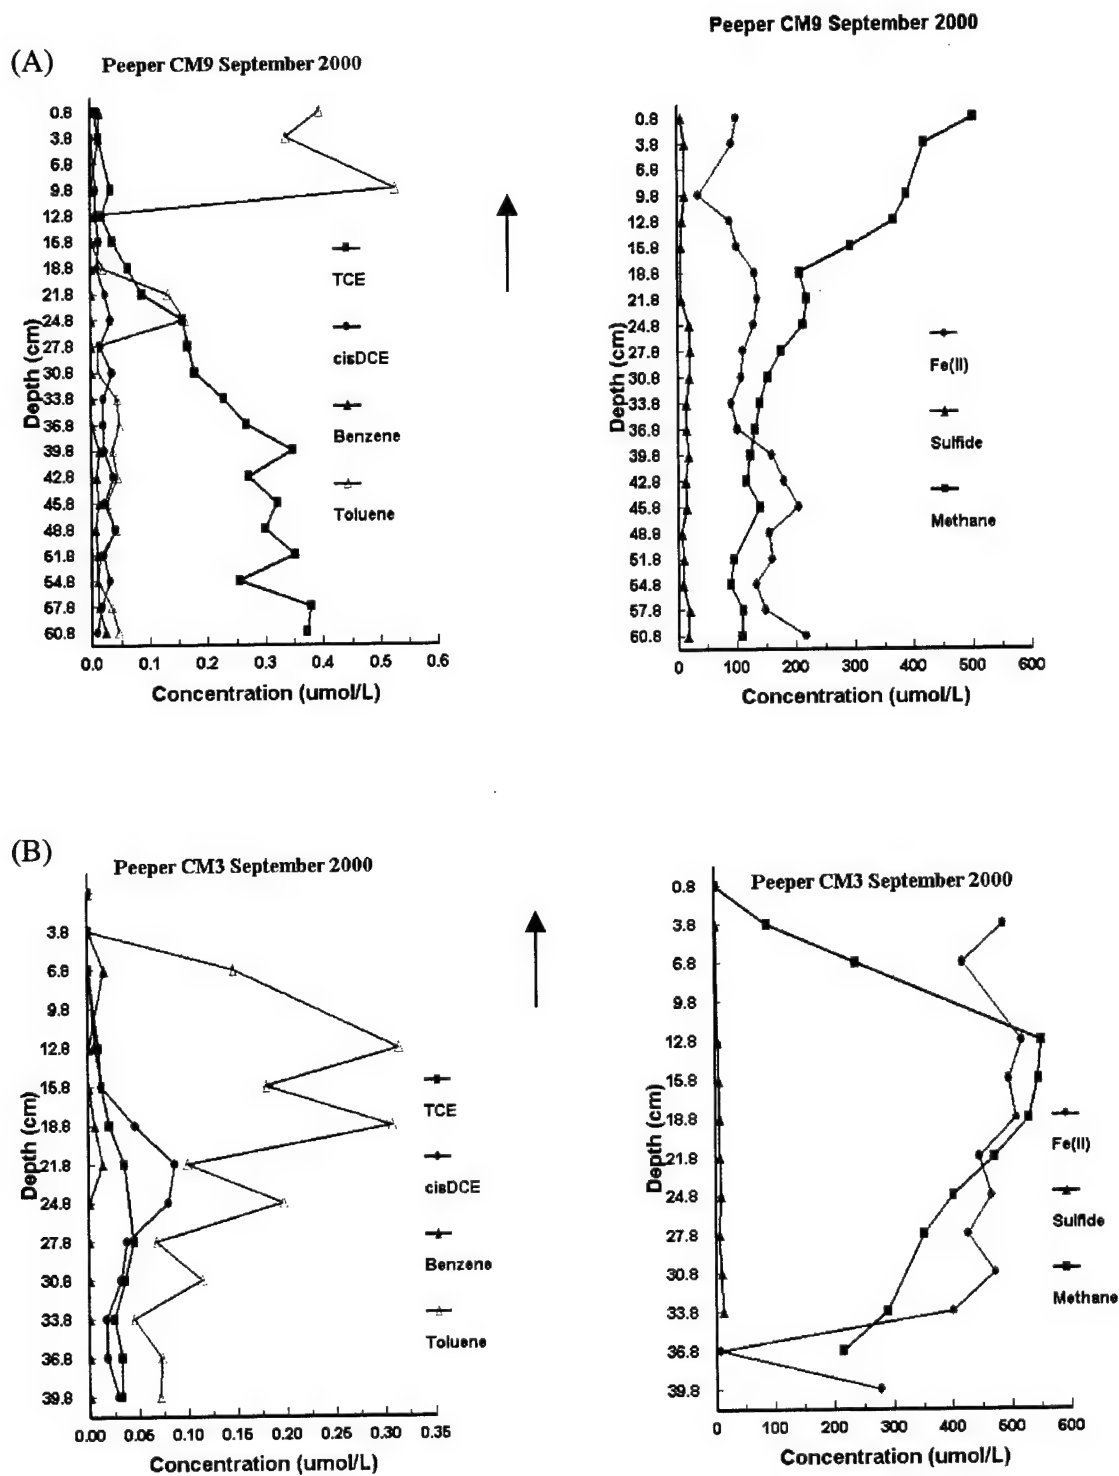 Peeper CM9 September 2000
(A)
Peeper CM9 September 2000
0.8
3.8
6.8
9.8
12.8
15.8
18.8
21.8
24.8
27.8
30.8
33.8
36.8
39.8
42.8
45.8
48.8
51.8
54.8
57.8
60.8
Depth (cm)
0.0 0.1 0.2 0.3 0.4 0.5 0.6
Concentration (umol/L)
TCE
cisDCE
Benzene
Toluene
0.8
3.8
6.8
9.8
12.8
15.8
18.8
21.8
24.8
27.8
30.8
33.8
36.8
39.8
42.8
45.8
48.8
51.8
54.8
57.8
60.8
Depth (cm)
0 100 200 300 400 500 600
Concentration (umol/L)
Fe(II)
Sulfide
Methane
(B)
Peeper CM3 September 2000
3.8
6.8
9.8
12.8
15.8
18.8
21.8
24.8
27.8
30.8
33.8
36.8
39.8
Depth (cm)
0.00 0.05 0.10 0.15 0.20 0.25 0.30 0.35
Concentration (umol/L)
TCE
cisDCE
Benzene
Toluene
Peeper CM3 September 2000
0.8
3.8
6.8
9.8
12.8
15.8
18.8
21.8
24.8
27.8
30.8
33.8
36.8
39.8
Depth (cm)
0 100 200 300 400 500 600
Concentration (umol/L)
Fe(II)
Sulfide
Methane